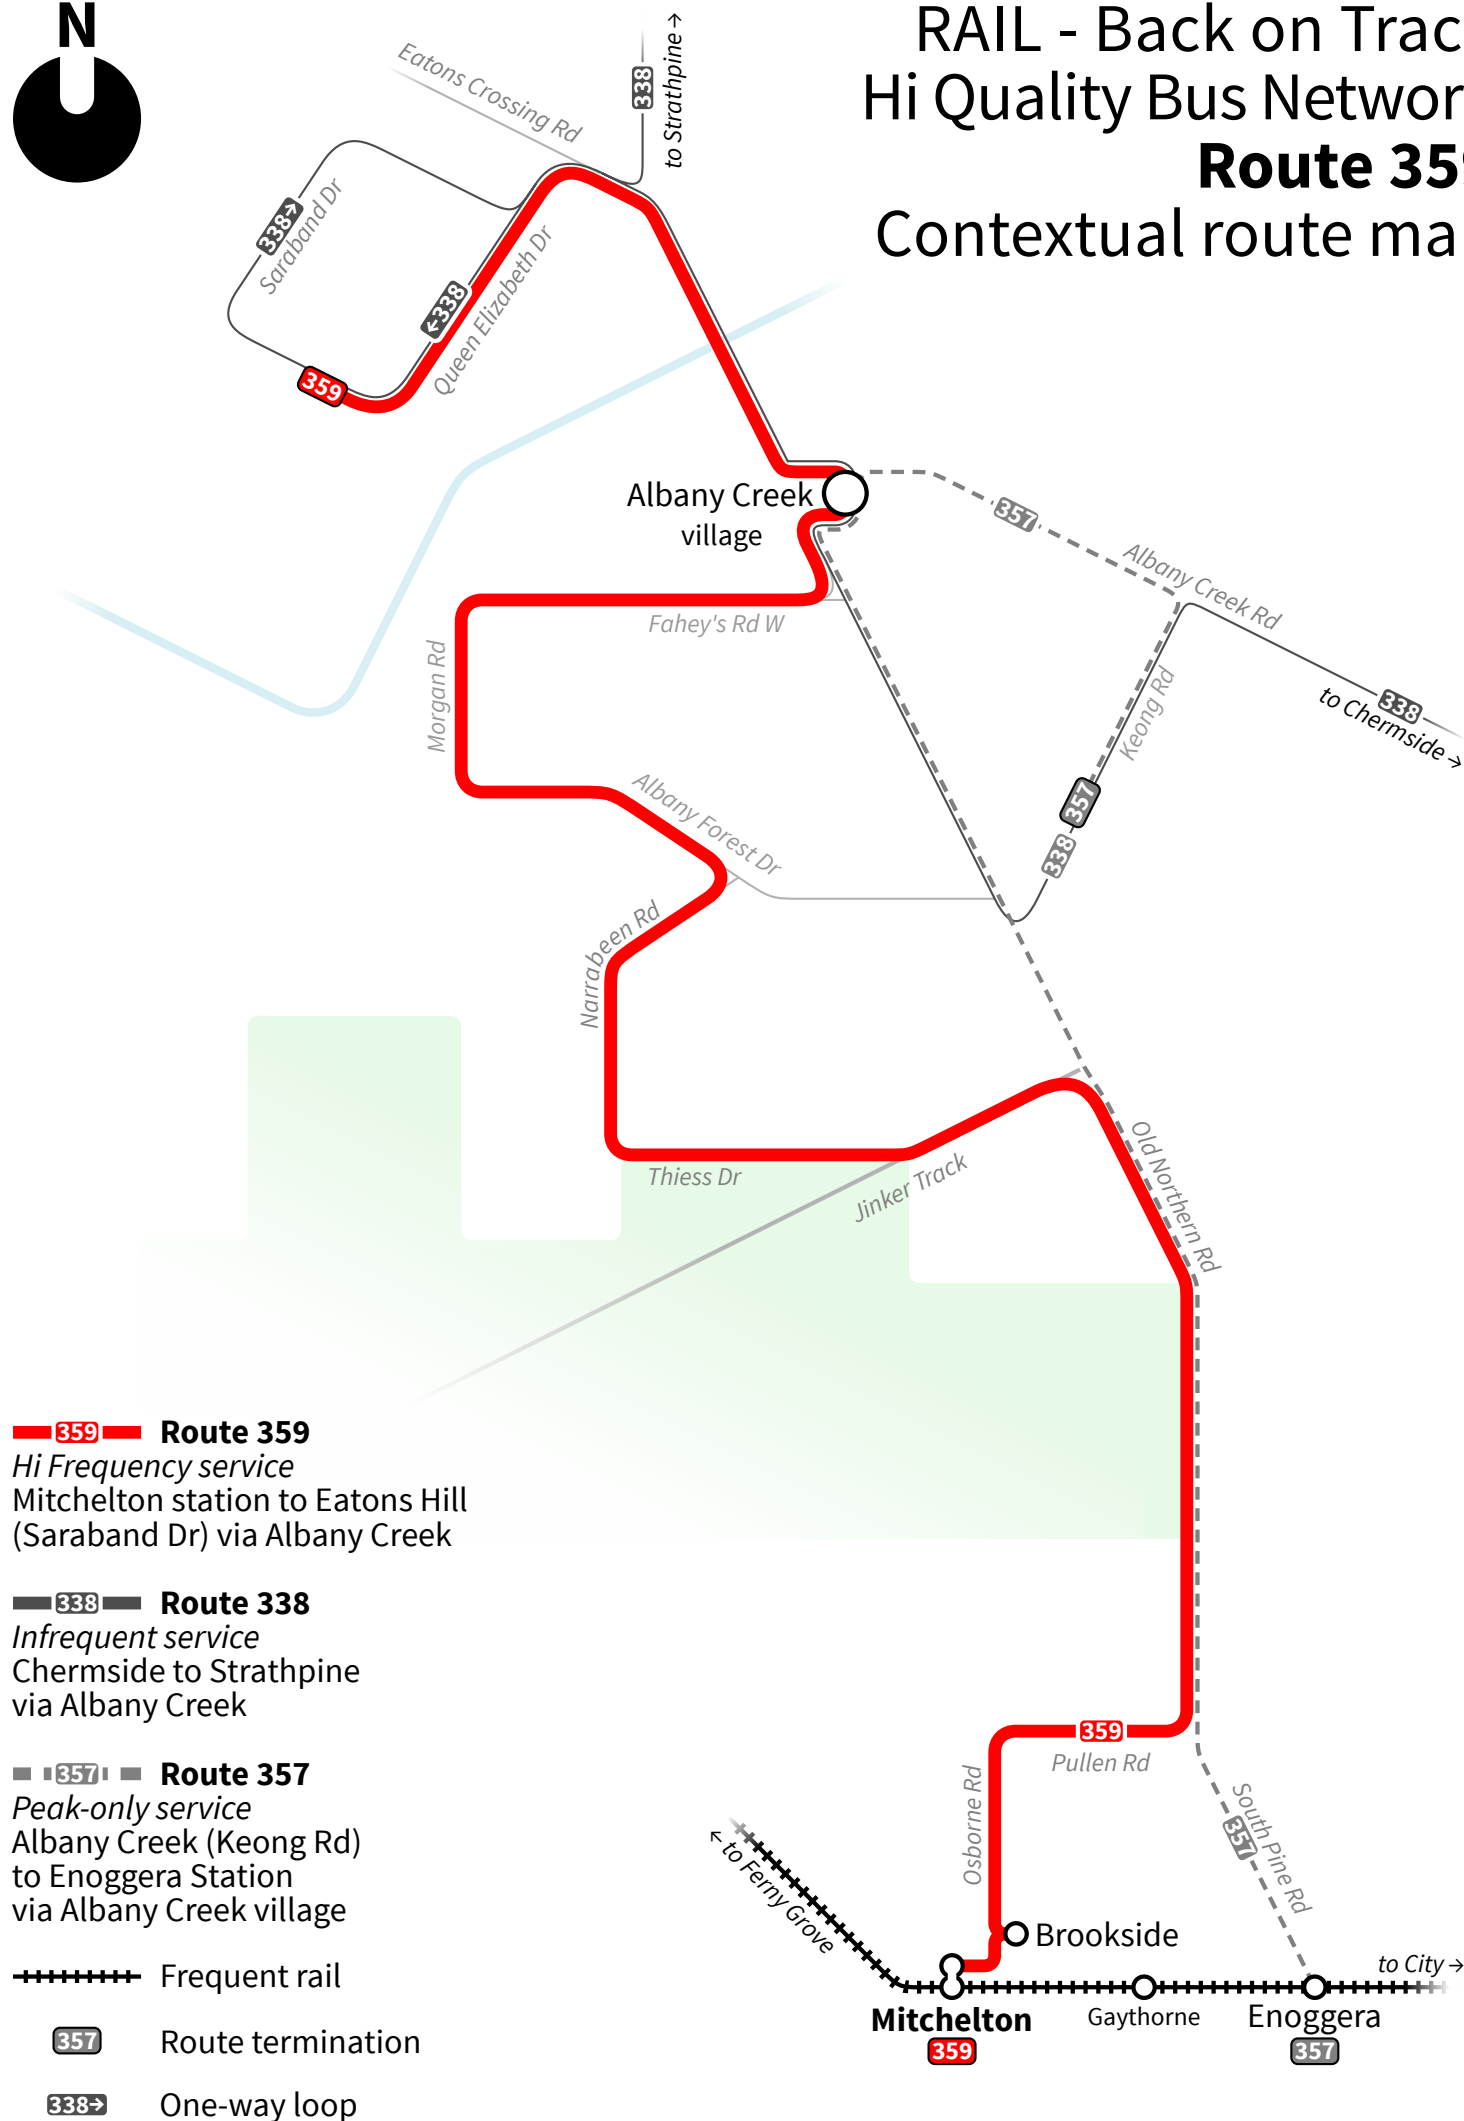 N
RAIL - Back on Trac
Hi Quality Bus Networ
Route 359
Contextual route ma
Eatons Crossing Rd
338
to Strathpine →
338→
Saraband Dr
←338
Queen Elizabeth Dr
359
Albany Creek
village
357
Albany Creek Rd
Fahey's Rd W
Morgan Rd
Keong Rd
338
to Chermside →
Albany Forest Dr
357
338
Narrabeen Rd
Thiess Dr
Jinker Track
Old Northern Rd
359
Pullen Rd
Osborne Rd
South Pine Rd
357
← to Ferny Grove
Brookside
to City →
Mitchelton
359
Gaythorne
Enoggera
357
359 Route 359
Hi Frequency service
Mitchelton station to Eatons Hill
(Saraband Dr) via Albany Creek
338 Route 338
Infrequent service
Chermside to Strathpine
via Albany Creek
357 Route 357
Peak-only service
Albany Creek (Keong Rd)
to Enoggera Station
via Albany Creek village
Frequent rail
357 Route termination
338→ One-way loop